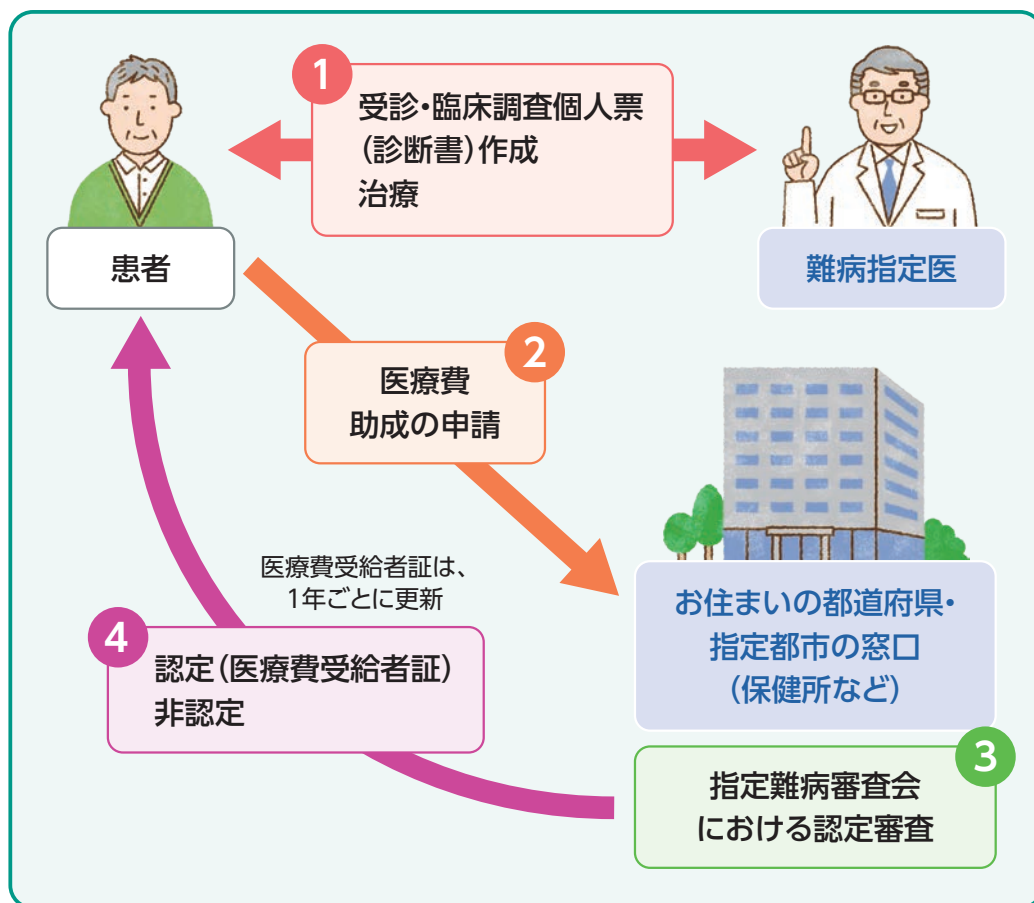 1
受診・臨床調査個人票
（診断書）作成
治療
患者
難病指定医
2
医療費
助成の申請
お住まいの都道府県・
指定都市の窓口
（保健所など）
3
指定難病審査会
における認定審査
医療費受給者証は、
1年ごとに更新
4
認定（医療費受給者証）
非認定